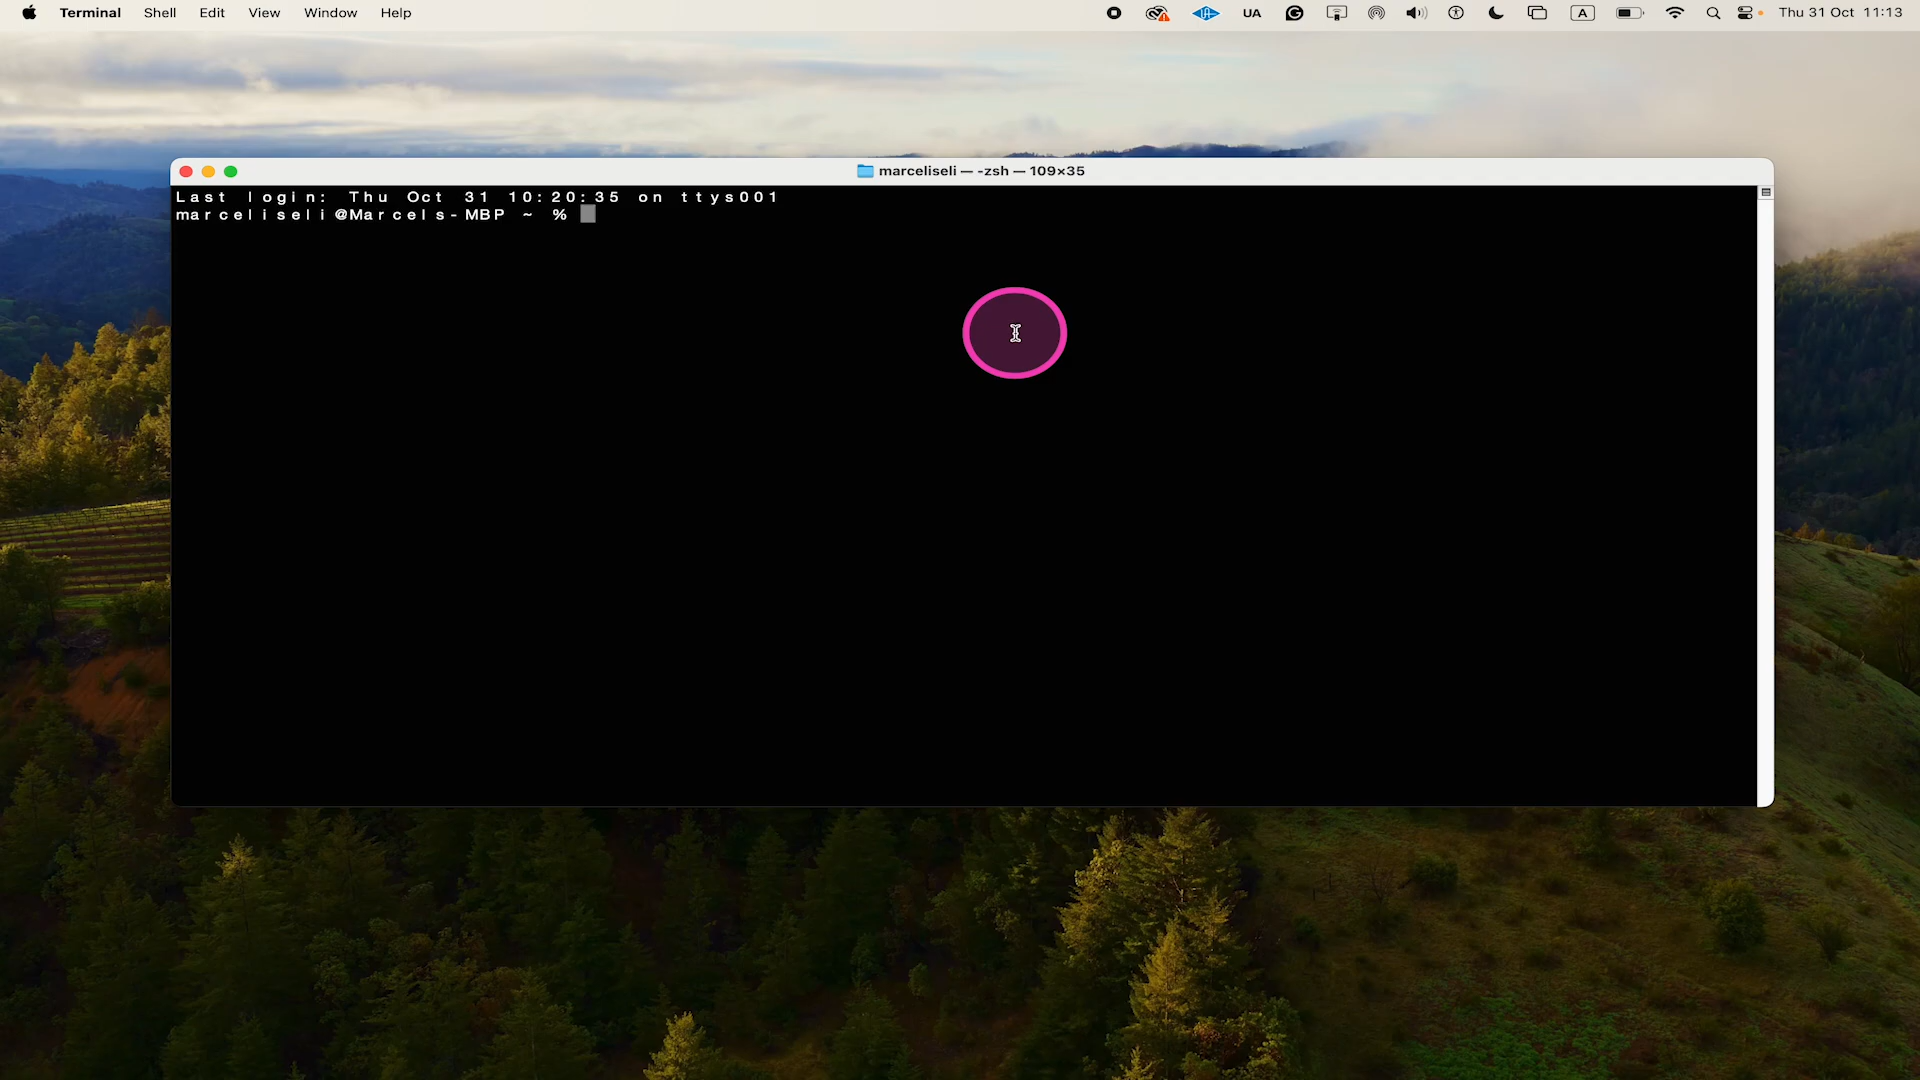 Terminal Shell Edit View Window Help UA A Thu 31 Oct 11:13
marceliseli — -zsh — 109×35
Last login: Thu Oct 31 10:20:35 on ttys001
marceliseli@Marcels-MBP ~ %